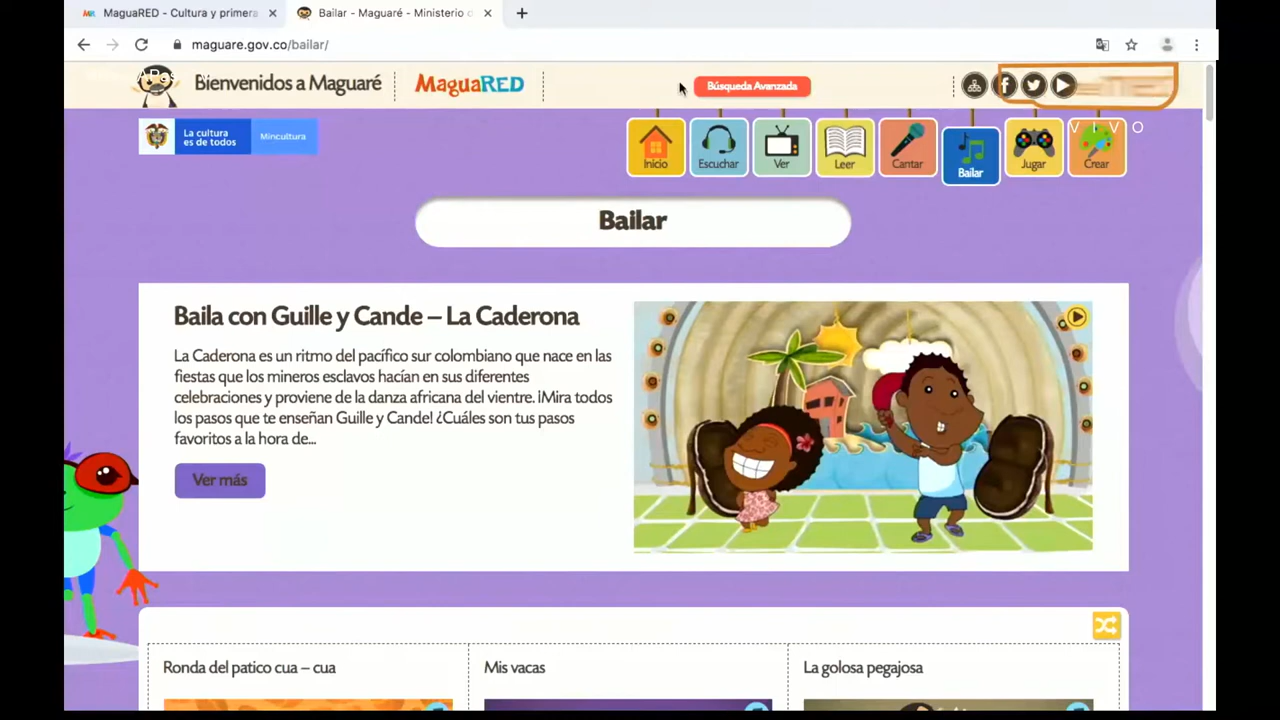 MaguaRED - Cultura y primera
Bailar - Maguaré - Ministerio d
maguare.gov.co/bailar/
Bienvenidos a Maguaré
MaguaRED
Búsqueda Avanzada
V I V O
La cultura
es de todos
Mincultura
Inicio
Escuchar
Ver
Leer
Cantar
Bailar
Jugar
Crear
Bailar
Baila con Guille y Cande – La Caderona
La Caderona es un ritmo del pacífico sur colombiano que nace en las
fiestas que los mineros esclavos hacían en sus diferentes
celebraciones y proviene de la danza africana del vientre. ¡Mira todos
los pasos que te enseñan Guille y Cande! ¿Cuáles son tus pasos
favoritos a la hora de...
Ver más
Ronda del patico cua – cua
Mis vacas
La golosa pegajosa